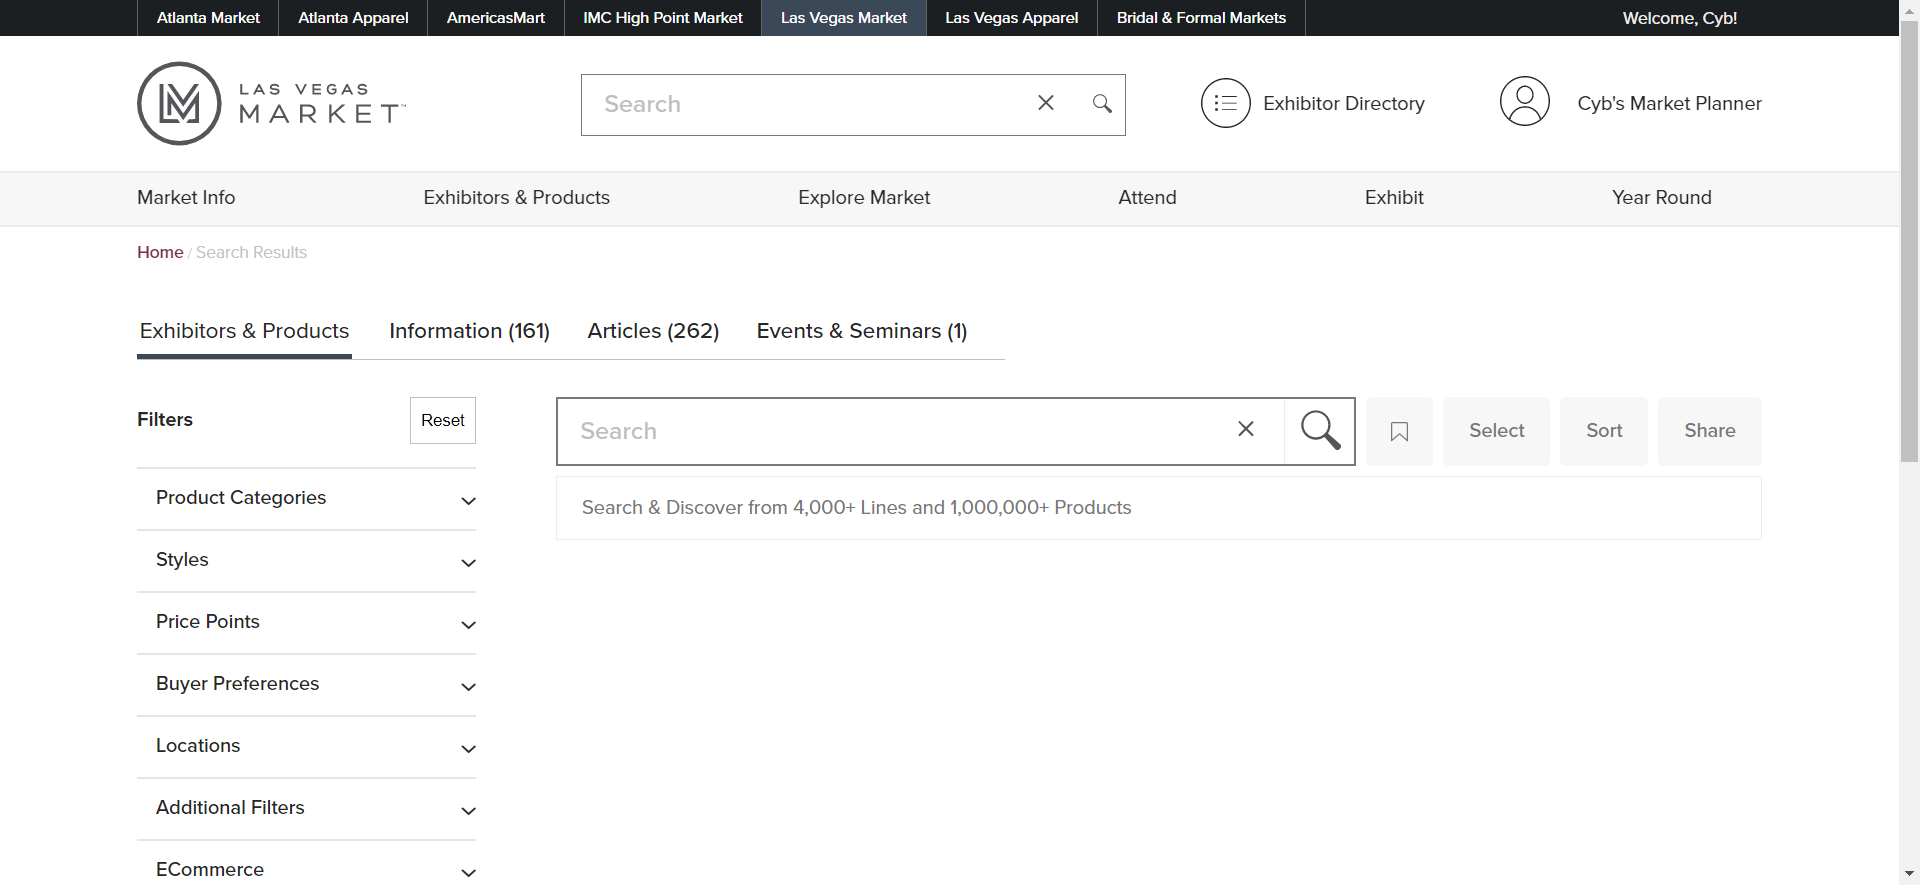 Atlanta Market
Atlanta Apparel
AmericasMart
IMC High Point Market
Las Vegas Market
Las Vegas Apparel
Bridal & Formal Markets
Welcome, Cyb!
LAS VEGAS
MARKET™
Search
Exhibitor Directory
Cyb's Market Planner
Market Info
Exhibitors & Products
Explore Market
Attend
Exhibit
Year Round
Home / Search Results
Exhibitors & Products
Information (161)
Articles (262)
Events & Seminars (1)
Filters
Reset
Search
Select
Sort
Share
Search & Discover from 4,000+ Lines and 1,000,000+ Products
Product Categories
Styles
Price Points
Buyer Preferences
Locations
Additional Filters
ECommerce